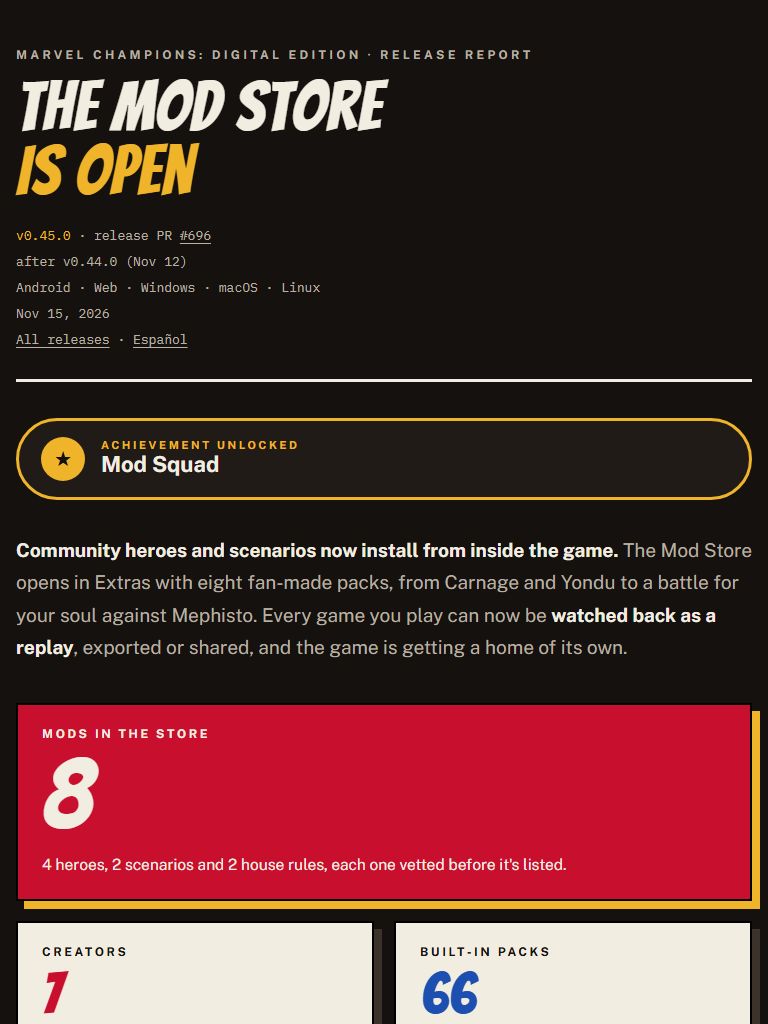 MARVEL CHAMPIONS: DIGITAL EDITION · RELEASE REPORT
THE MOD STORE
IS OPEN
v0.45.0 · release PR #696
after v0.44.0 (Nov 12)
Android · Web · Windows · macOS · Linux
Nov 15, 2026
All releases · Español
ACHIEVEMENT UNLOCKED
Mod Squad
Community heroes and scenarios now install from inside the game. The Mod Store
opens in Extras with eight fan-made packs, from Carnage and Yondu to a battle for
your soul against Mephisto. Every game you play can now be watched back as a
replay, exported or shared, and the game is getting a home of its own.
MODS IN THE STORE
8
4 heroes, 2 scenarios and 2 house rules, each one vetted before it's listed.
CREATORS
1
BUILT-IN PACKS
66